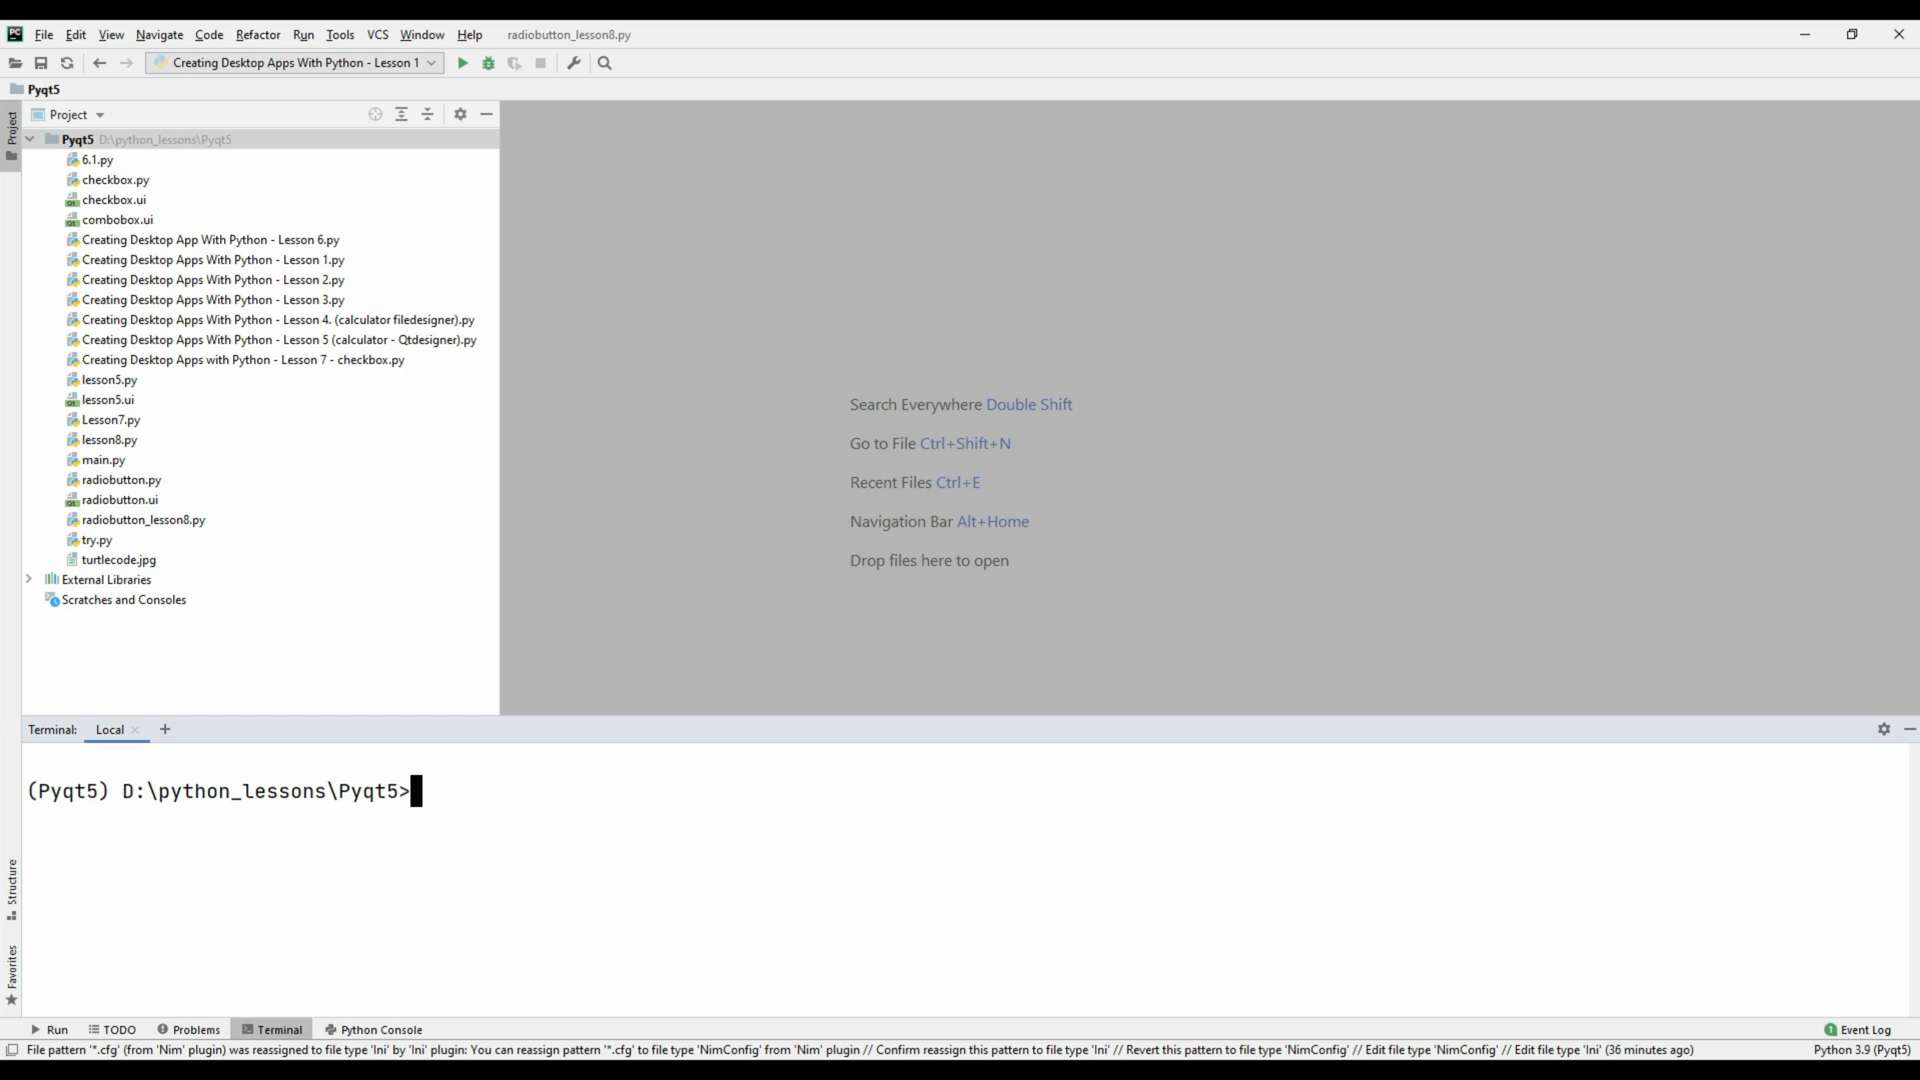 PC File Edit View Navigate Code Refactor Run Tools VCS Window Help radiobutton_lesson8.py
Creating Desktop Apps With Python - Lesson 1
Pyqt5
Project
Project
Pyqt5 D:\python_lessons\Pyqt5
6.1.py
checkbox.py
checkbox.ui
combobox.ui
Creating Desktop App With Python - Lesson 6.py
Creating Desktop Apps With Python - Lesson 1.py
Creating Desktop Apps With Python - Lesson 2.py
Creating Desktop Apps With Python - Lesson 3.py
Creating Desktop Apps With Python - Lesson 4. (calculator filedesigner).py
Creating Desktop Apps With Python - Lesson 5 (calculator - Qtdesigner).py
Creating Desktop Apps with Python - Lesson 7 - checkbox.py
lesson5.py
lesson5.ui
Lesson7.py
lesson8.py
main.py
radiobutton.py
radiobutton.ui
radiobutton_lesson8.py
try.py
turtlecode.jpg
External Libraries
Scratches and Consoles
Search Everywhere Double Shift
Go to File Ctrl+Shift+N
Recent Files Ctrl+E
Navigation Bar Alt+Home
Drop files here to open
Terminal: Local
(Pyqt5) D:\python_lessons\Pyqt5>
Structure
Favorites
Run TODO Problems Terminal Python Console 1 Event Log
File pattern '*.cfg' (from 'Nim' plugin) was reassigned to file type 'Ini' by 'Ini' plugin: You can reassign pattern '*.cfg' to file type 'NimConfig' from 'Nim' plugin // Confirm reassign this pattern to file type 'Ini' // Revert this pattern to file type 'NimConfig' // Edit file type 'NimConfig' // Edit file type 'Ini' (36 minutes ago) Python 3.9 (Pyqt5)